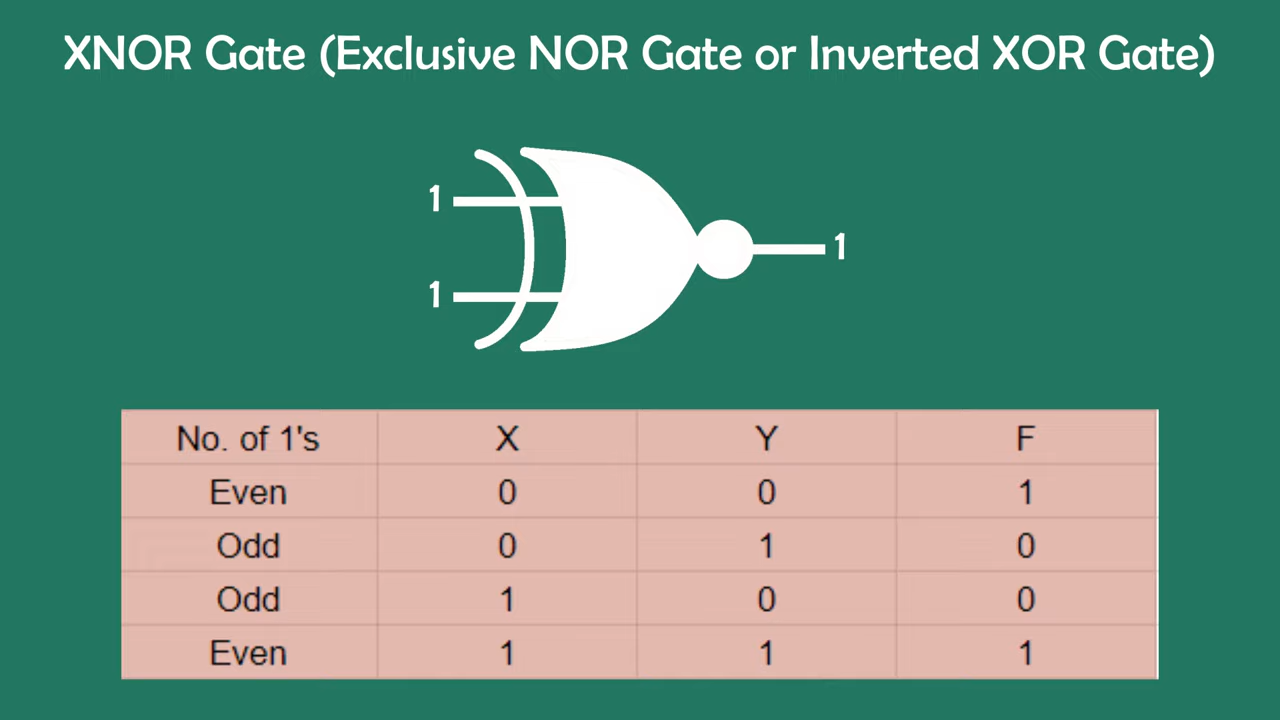 XNOR Gate (Exclusive NOR Gate or Inverted XOR Gate)
1
1
1
No. of 1's X Y F
Even 0 0 1
Odd 0 1 0
Odd 1 0 0
Even 1 1 1